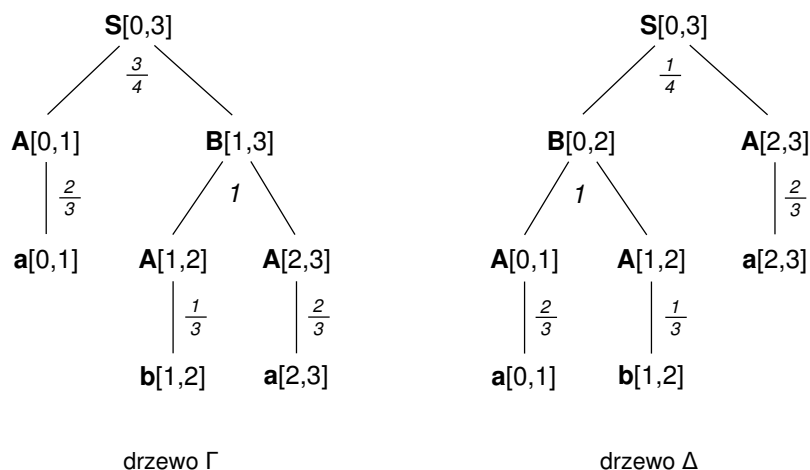 S[0,3] S[0,3]
3/4 1/4
A[0,1] B[1,3] B[0,2] A[2,3]
2/3 1 1 2/3
a[0,1] A[1,2] A[2,3] A[0,1] A[1,2] a[2,3]
1/3 2/3 2/3 1/3
b[1,2] a[2,3] a[0,1] b[1,2]
drzewo Γ drzewo Δ